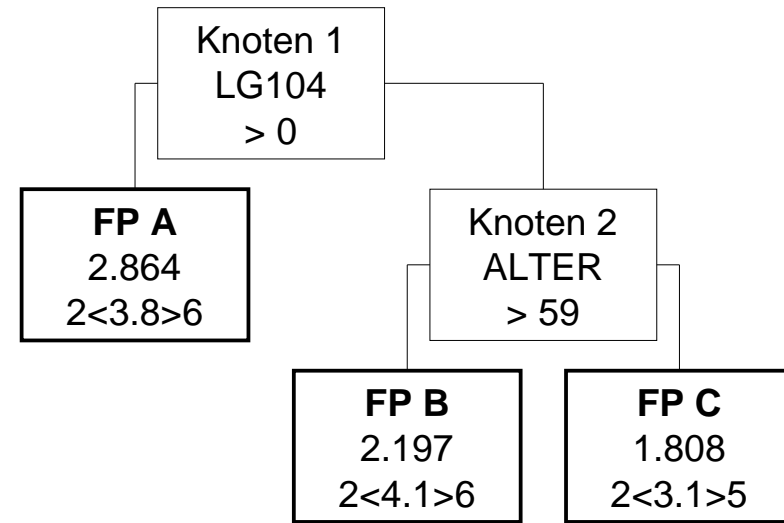 Knoten 1
LG104
> 0
FP A
2.864
2<3.8>6
Knoten 2
ALTER
> 59
FP B
2.197
2<4.1>6
FP C
1.808
2<3.1>5